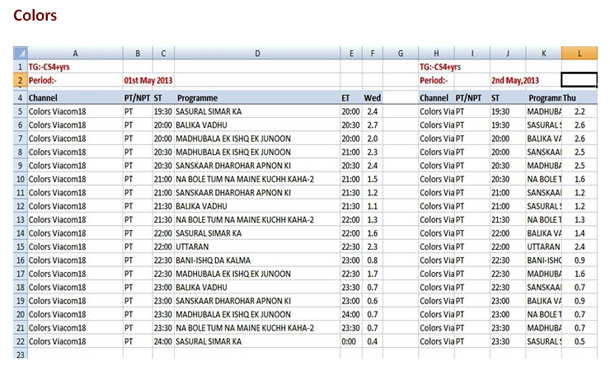 Colors
A B C D E F G H I J K L
1 TG:-CS4+yrs TG:-CS4+yrs
2 Period:- 01st May 2013 Period:- 2nd May,2013
4 Channel PT/NPT ST Programme ET Wed Channel PT/NPT ST Programm Thu
5 Colors Viacom18 PT 19:30 SASURAL SIMAR KA 20:00 2.4 Colors Via PT 19:30 MADHUBA 2.2
6 Colors Viacom18 PT 20:00 BALIKA VADHU 20:30 2.7 Colors Via PT 19:30 SASURAL 2.6
7 Colors Viacom18 PT 20:00 MADHUBALA EK ISHQ EK JUNOON 20:00 2.0 Colors Via PT 20:00 BALIKA VA 2.6
8 Colors Viacom18 PT 20:30 MADHUBALA EK ISHQ EK JUNOON 21:00 2.3 Colors Via PT 20:00 SANSKAAI 2.5
9 Colors Viacom18 PT 20:30 SANSKAAR DHAROHAR APNON KI 20:30 2.4 Colors Via PT 20:30 MADHUBA 2.5
10 Colors Viacom18 PT 21:00 NA BOLE TUM NA MAINE KUCHH KAHA-2 21:00 1.5 Colors Via PT 20:30 NA BOLE T 1.6
11 Colors Viacom18 PT 21:00 SANSKAAR DHAROHAR APNON KI 21:30 1.2 Colors Via PT 21:00 SANSKAAI 1.2
12 Colors Viacom18 PT 21:30 BALIKA VADHU 21:30 1.1 Colors Via PT 21:00 SASURAL 1.2
13 Colors Viacom18 PT 21:30 NA BOLE TUM NA MAINE KUCHH KAHA-2 22:00 1.3 Colors Via PT 21:30 NA BOLE T 1.3
14 Colors Viacom18 PT 22:00 SASURAL SIMAR KA 22:00 1.6 Colors Via PT 22:00 BALIKA VA 1.4
15 Colors Viacom18 PT 22:00 UTTARAN 22:30 2.3 Colors Via PT 22:00 UTTARAN 2.4
16 Colors Viacom18 PT 22:30 BANI-ISHQ DA KALMA 23:00 0.8 Colors Via PT 22:30 BANI-ISHQ 0.9
17 Colors Viacom18 PT 22:30 MADHUBALA EK ISHQ EK JUNOON 22:30 1.7 Colors Via PT 22:30 MADHUBA 1.6
18 Colors Viacom18 PT 23:00 BALIKA VADHU 23:30 0.7 Colors Via PT 22:30 SANSKAAI 0.7
19 Colors Viacom18 PT 23:00 SANSKAAR DHAROHAR APNON KI 23:00 0.6 Colors Via PT 23:00 BALIKA VA 0.9
20 Colors Viacom18 PT 23:30 MADHUBALA EK ISHQ EK JUNOON 24:00 0.7 Colors Via PT 23:00 NA BOLE T 0.7
21 Colors Viacom18 PT 23:30 NA BOLE TUM NA MAINE KUCHH KAHA-2 23:30 0.7 Colors Via PT 23:30 MADHUBA 0.7
22 Colors Viacom18 PT 24:00 SASURAL SIMAR KA 0:00 0.4 Colors Via PT 23:30 SASURAL 0.5
23